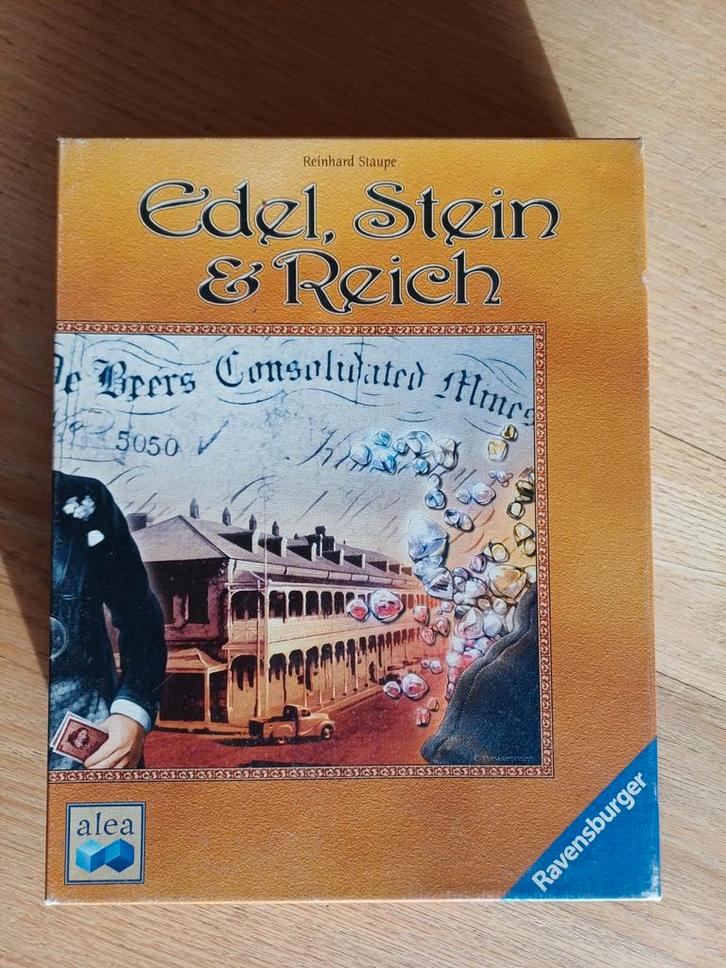 Reinhard Staupe
Edel, Stein
& Reich
De Beers Consolidated Mines
5050
alea
Ravensburger